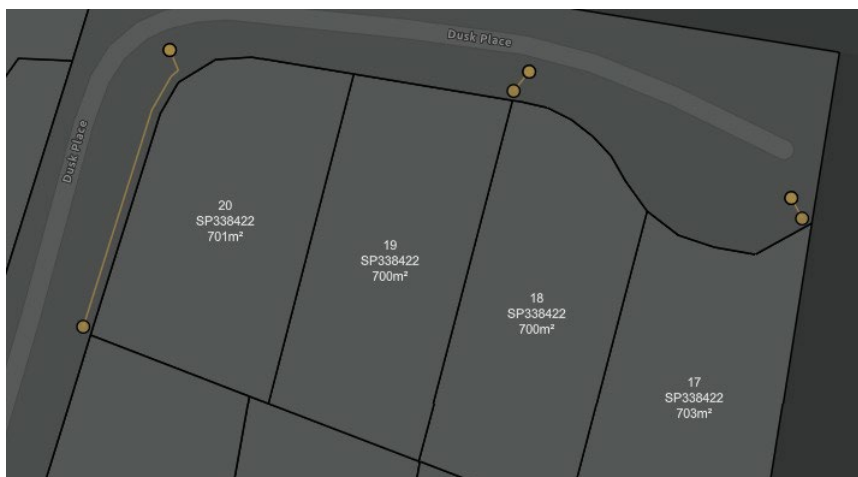 Dusk Place
Dusk Place
20
SP338422
701m²
19
SP338422
700m²
18
SP338422
700m²
17
SP338422
703m²